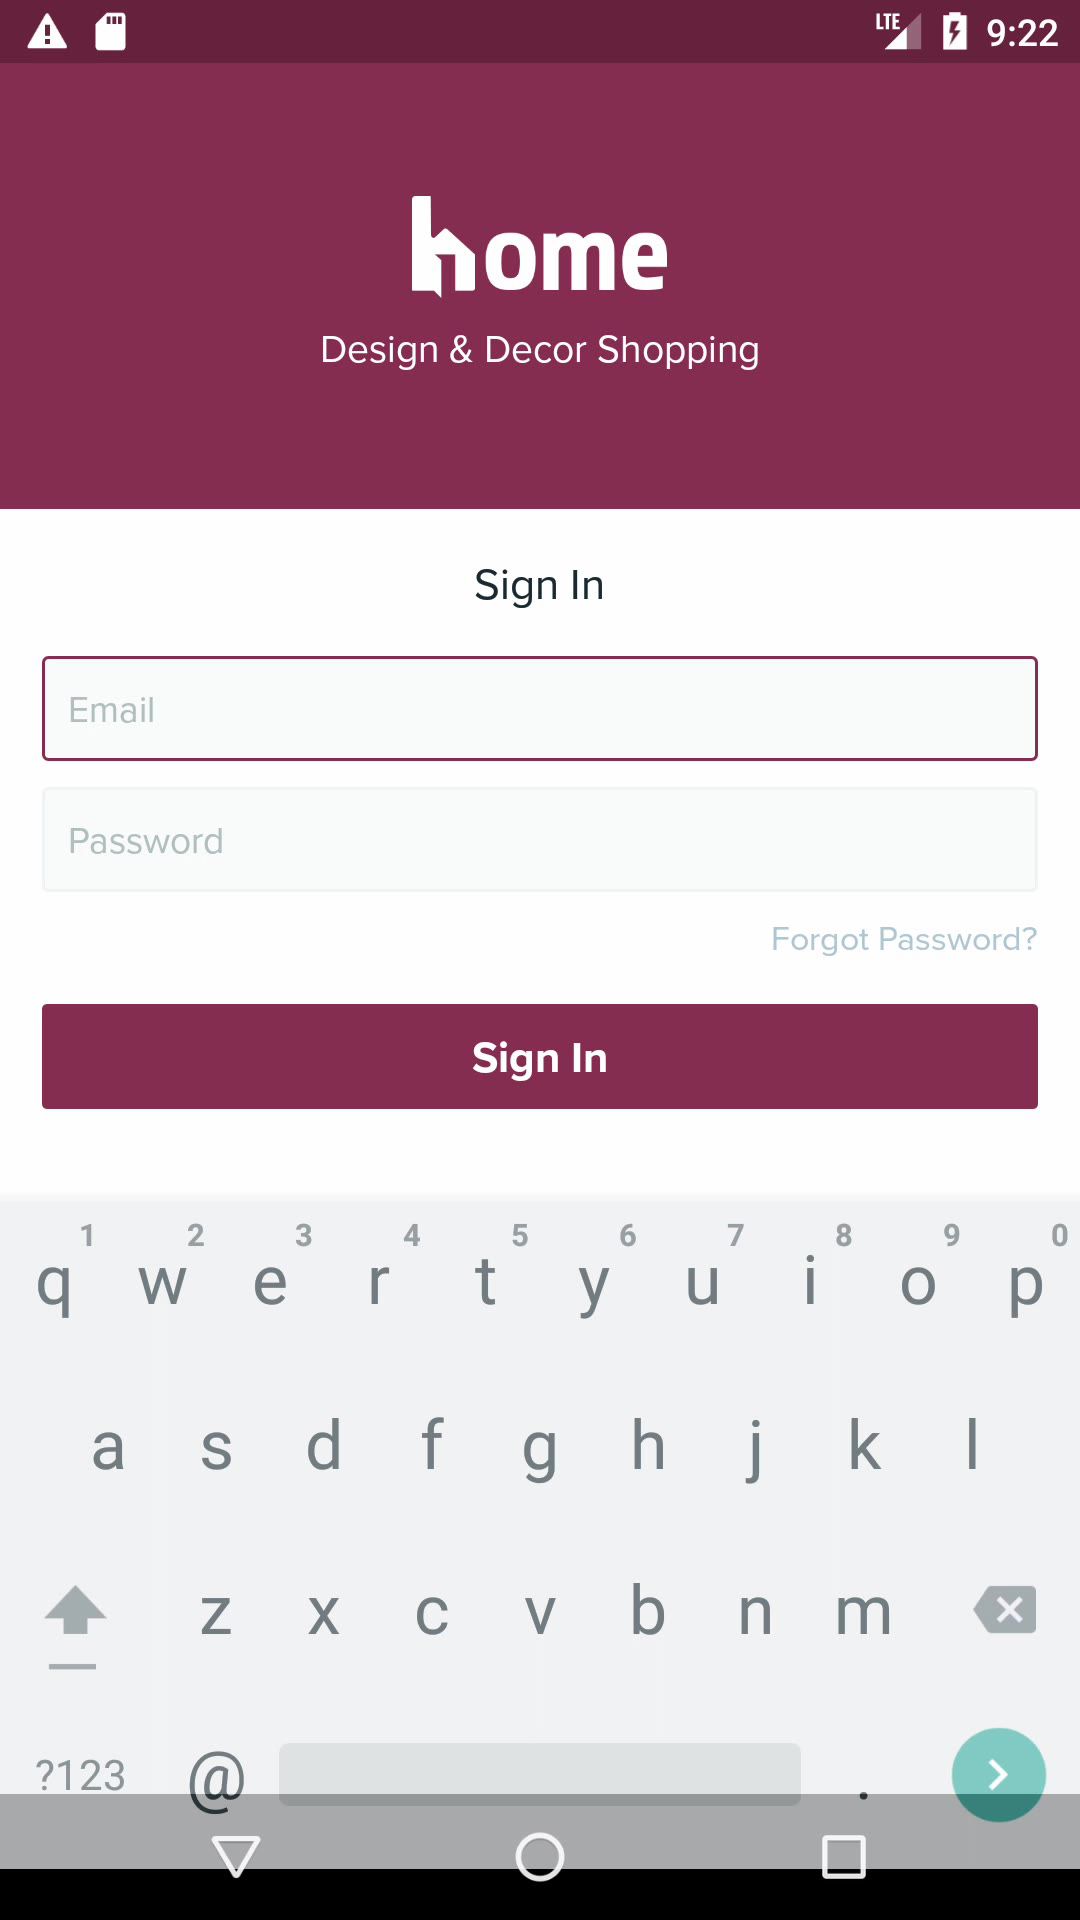 LTE 9:22
home
Design & Decor Shopping
Sign In
Email
Password
Forgot Password?
Sign In
1 2 3 4 5 6 7 8 9 0
q w e r t y u i o p
a s d f g h j k l
z x c v b n m
?123 @ .